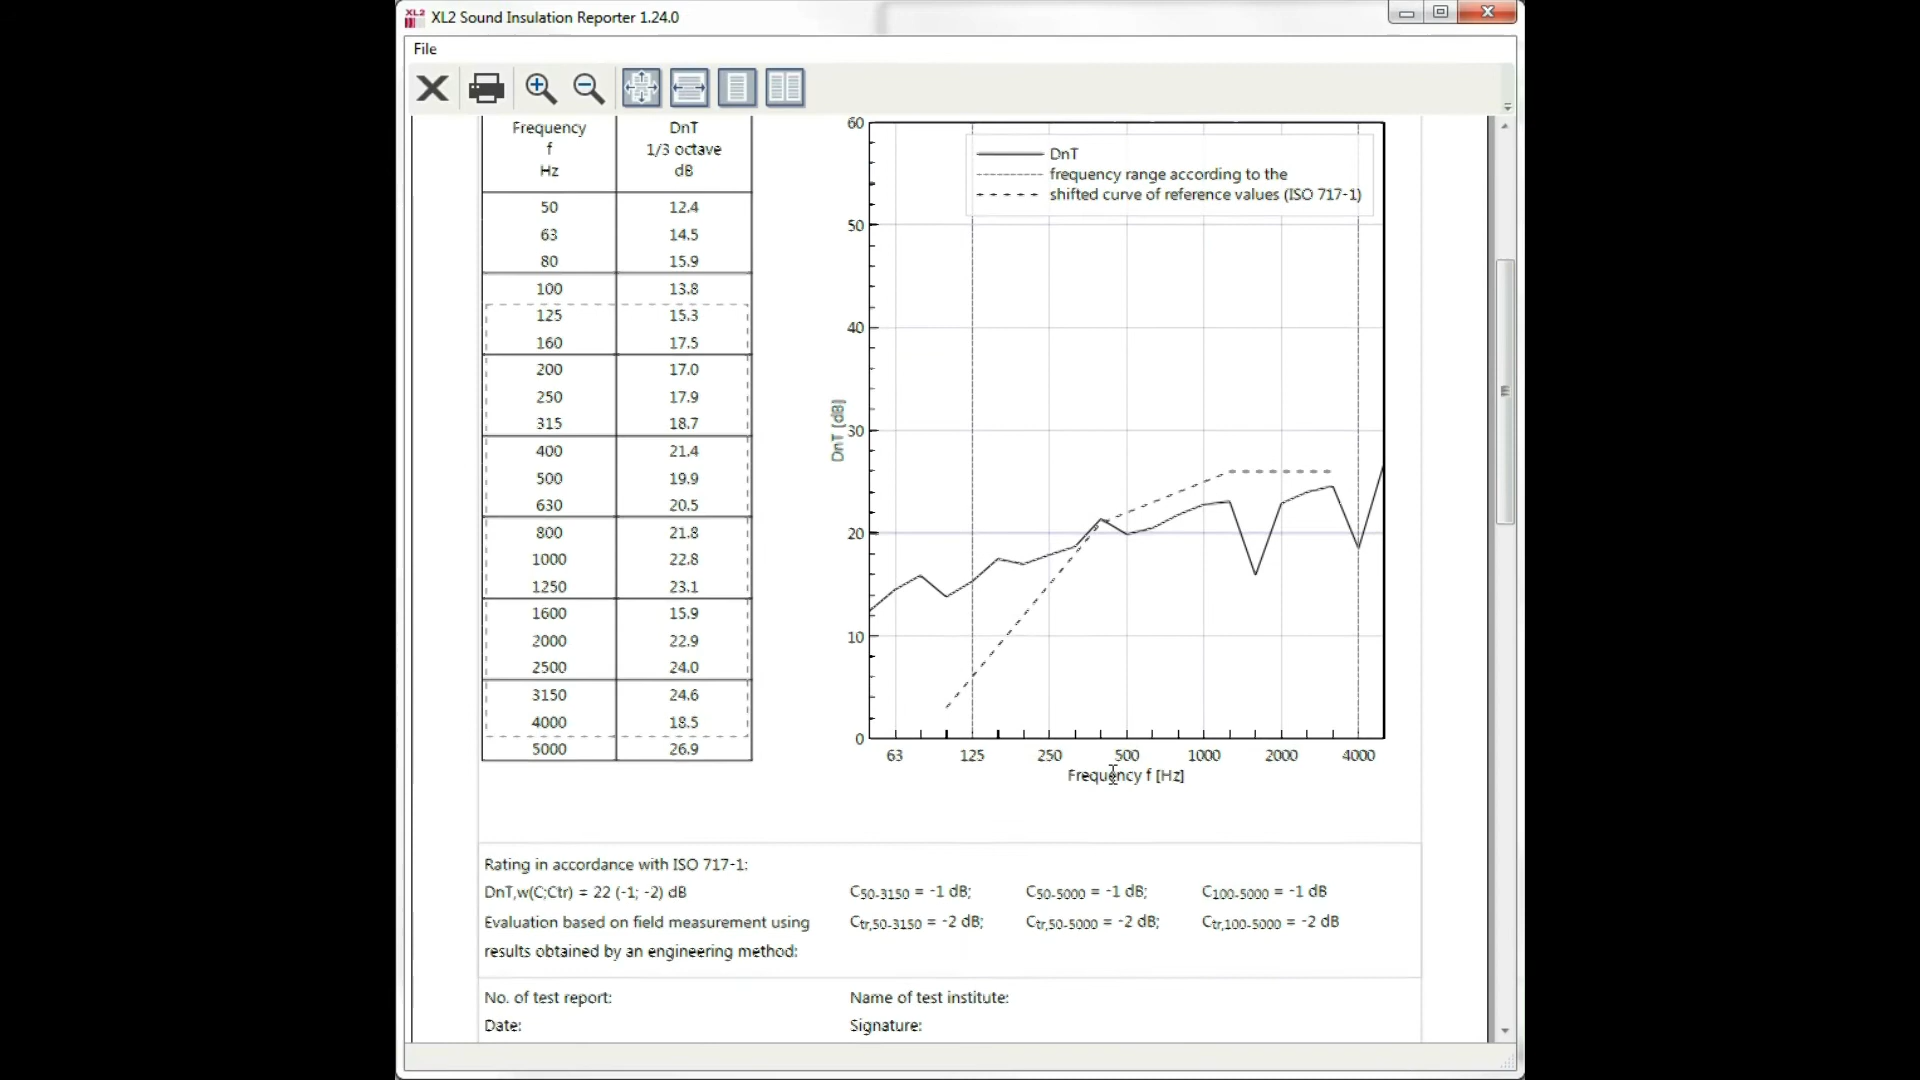 XL2 Sound Insulation Reporter 1.24.0
File
Frequency f Hz | DnT 1/3 octave dB
50 12.4
63 14.5
80 15.9
100 13.8
125 15.3
160 17.5
200 17.0
250 17.9
315 18.7
400 21.4
500 19.9
630 20.5
800 21.8
1000 22.8
1250 23.1
1600 15.9
2000 22.9
2500 24.0
3150 24.6
4000 18.5
5000 26.9
DnT
frequency range according to the
shifted curve of reference values (ISO 717-1)
60
50
40
30
20
10
0
DnT [dB]
63 125 250 500 1000 2000 4000
Frequency f [Hz]
Rating in accordance with ISO 717-1:
DnT,w(C;Ctr) = 22 (-1; -2) dB
C50-3150 = -1 dB; C50-5000 = -1 dB; C100-5000 = -1 dB
Evaluation based on field measurement using
Ctr,50-3150 = -2 dB; Ctr,50-5000 = -2 dB; Ctr,100-5000 = -2 dB
results obtained by an engineering method:
No. of test report: Name of test institute:
Date: Signature: